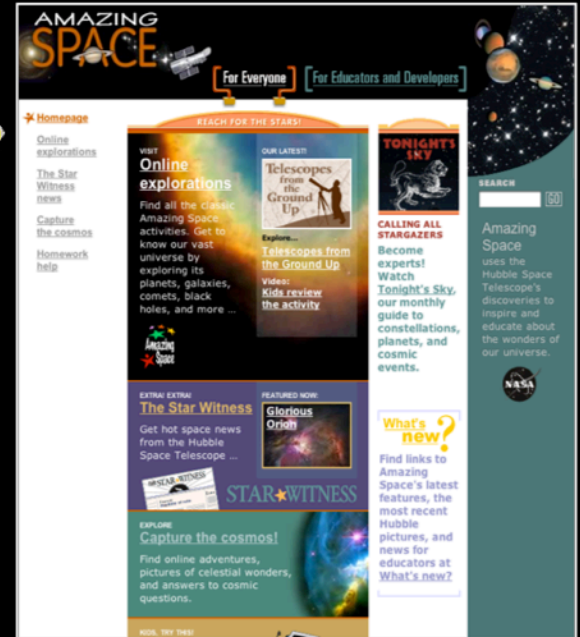 AMAZING
SPACE
For Everyone
For Educators and Developers
Homepage
Online
explorations
The Star
Witness
news
Capture
the cosmos
Homework
help
REACH FOR THE STARS!
VISIT
Online
explorations
Find all the classic
Amazing Space
activities. Get to
know our vast
universe by
exploring its
planets, galaxies,
comets, black
holes, and more ...
Amazing
Space
OUR LATEST!
Telescopes
from
the
Ground
Up
Explore...
Telescopes from
the Ground Up
Video:
Kids review
the activity
EXTRA! EXTRA!
The Star Witness
Get hot space news
from the Hubble
Space Telescope ...
STAR WITNESS
FEATURED NOW!
Glorious
Orion
STAR WITNESS
EXPLORE
Capture the cosmos!
Find online adventures,
pictures of celestial wonders,
and answers to cosmic
questions.
KIDS, TRY THIS!
TONIGHT'S
SKY
CALLING ALL
STARGAZERS
Become
experts!
Watch
Tonight's Sky,
our monthly
guide to
constellations,
planets, and
cosmic
events.
What's
new?
Find links to
Amazing
Space's latest
features, the
most recent
Hubble
pictures, and
news for
educators at
What's new?
SEARCH
GO
Amazing
Space
uses the
Hubble Space
Telescope's
discoveries to
inspire and
educate about
the wonders of
our universe.
NASA